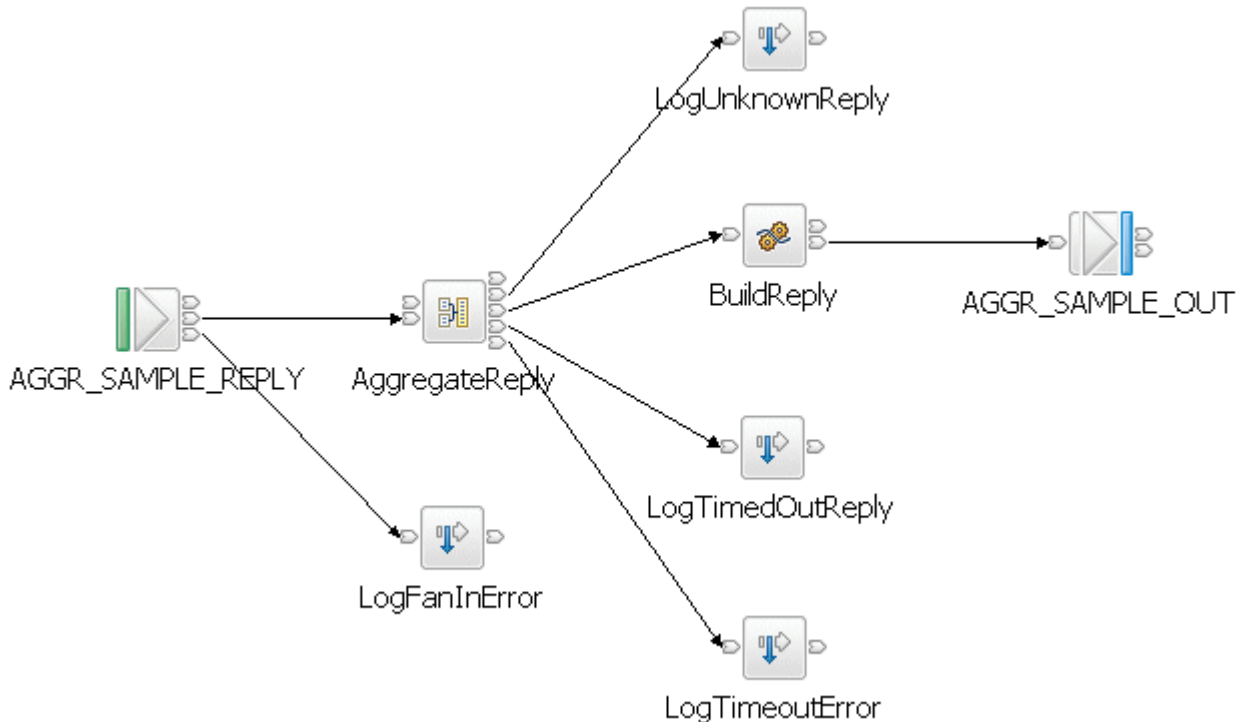 LogUnknownReply
BuildReply
AGGR_SAMPLE_OUT
AGGR_SAMPLE_REPLY
AggregateReply
LogTimedOutReply
LogFanInError
LogTimeoutError